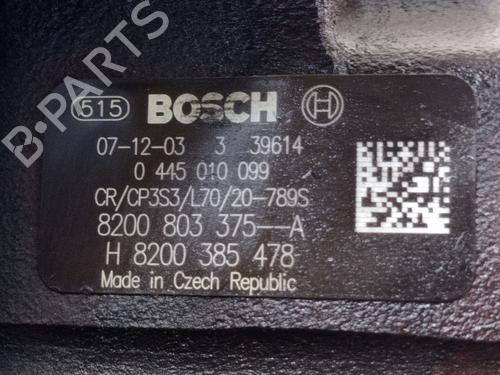 B-PARTS
515 BOSCH
07-12-03 3 39614
0 445 010 099
CR/CP3S3/L70/20-789S
8200 803 375--A
H 8200 385 478
Made in Czech Republic